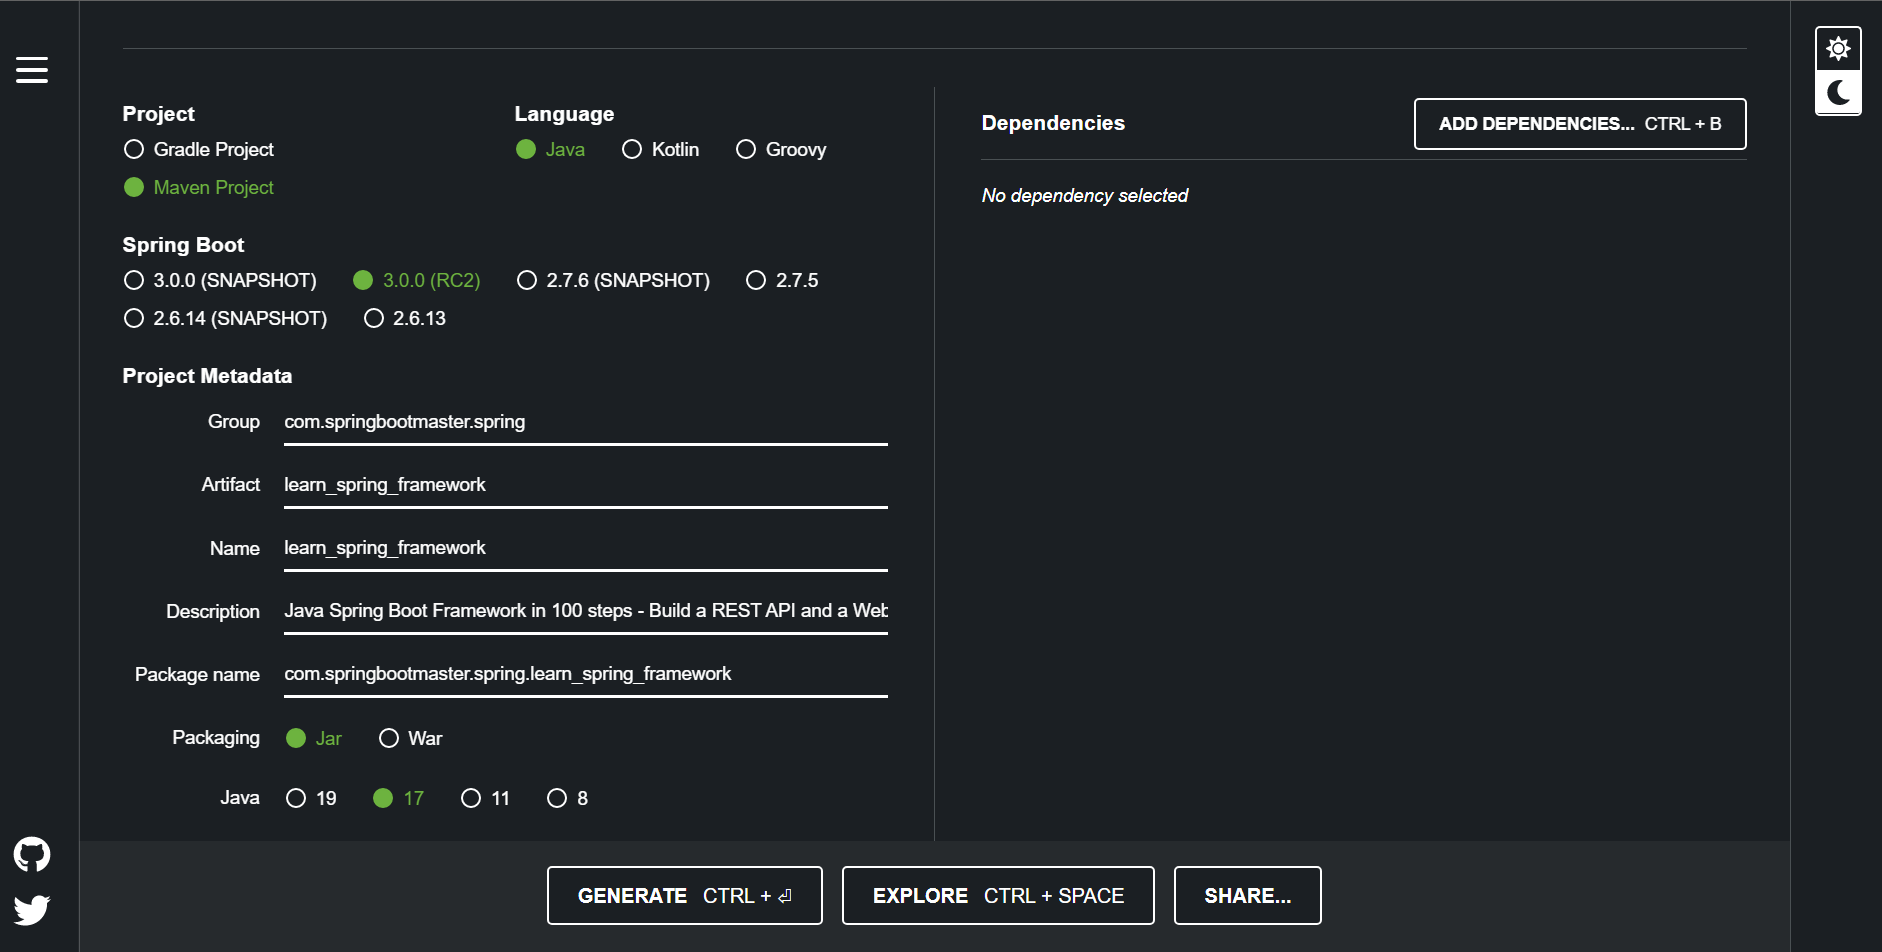 Project
Gradle Project
Maven Project
Language
Java Kotlin Groovy
Spring Boot
3.0.0 (SNAPSHOT) 3.0.0 (RC2) 2.7.6 (SNAPSHOT) 2.7.5
2.6.14 (SNAPSHOT) 2.6.13
Project Metadata
Group com.springbootmaster.spring
Artifact learn_spring_framework
Name learn_spring_framework
Description Java Spring Boot Framework in 100 steps - Build a REST API and a Web
Package name com.springbootmaster.spring.learn_spring_framework
Packaging Jar War
Java 19 17 11 8
Dependencies
ADD DEPENDENCIES... CTRL + B
No dependency selected
GENERATE CTRL + ⏎
EXPLORE CTRL + SPACE
SHARE...